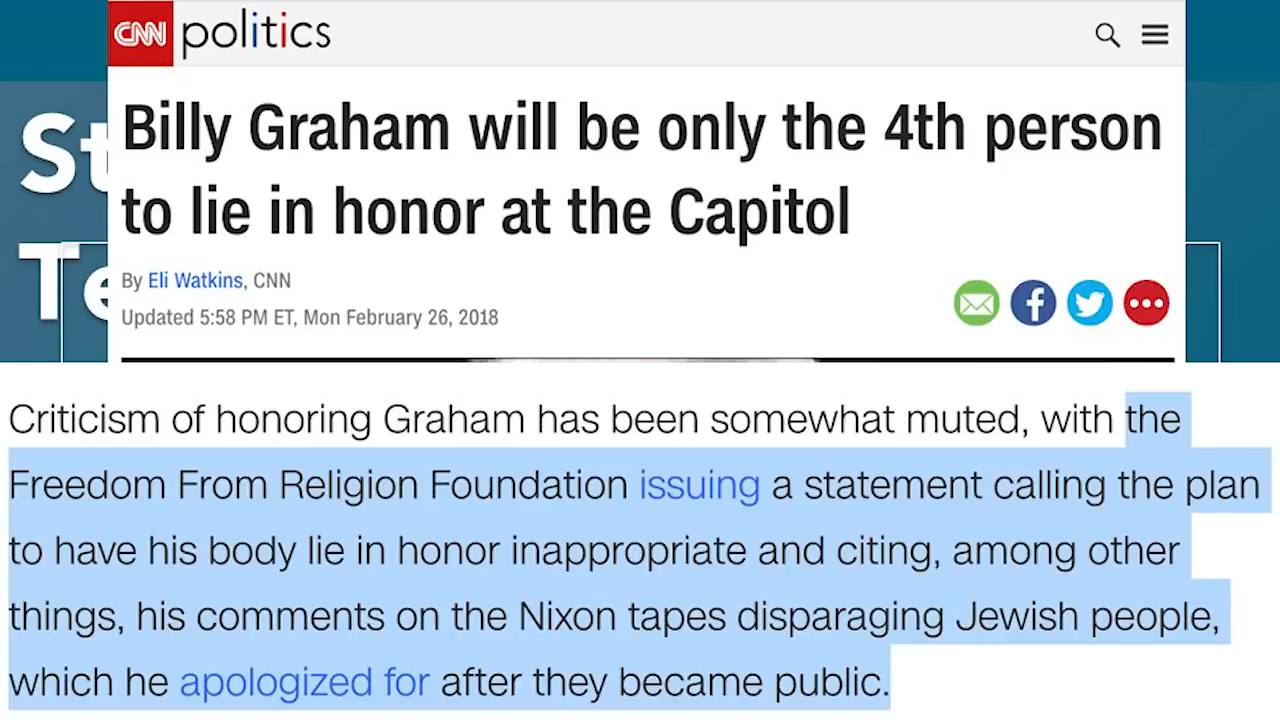 CNN politics
St
Billy Graham will be only the 4th person
to lie in honor at the Capitol
Te
By Eli Watkins, CNN
Updated 5:58 PM ET, Mon February 26, 2018
Criticism of honoring Graham has been somewhat muted, with the
Freedom From Religion Foundation issuing a statement calling the plan
to have his body lie in honor inappropriate and citing, among other
things, his comments on the Nixon tapes disparaging Jewish people,
which he apologized for after they became public.